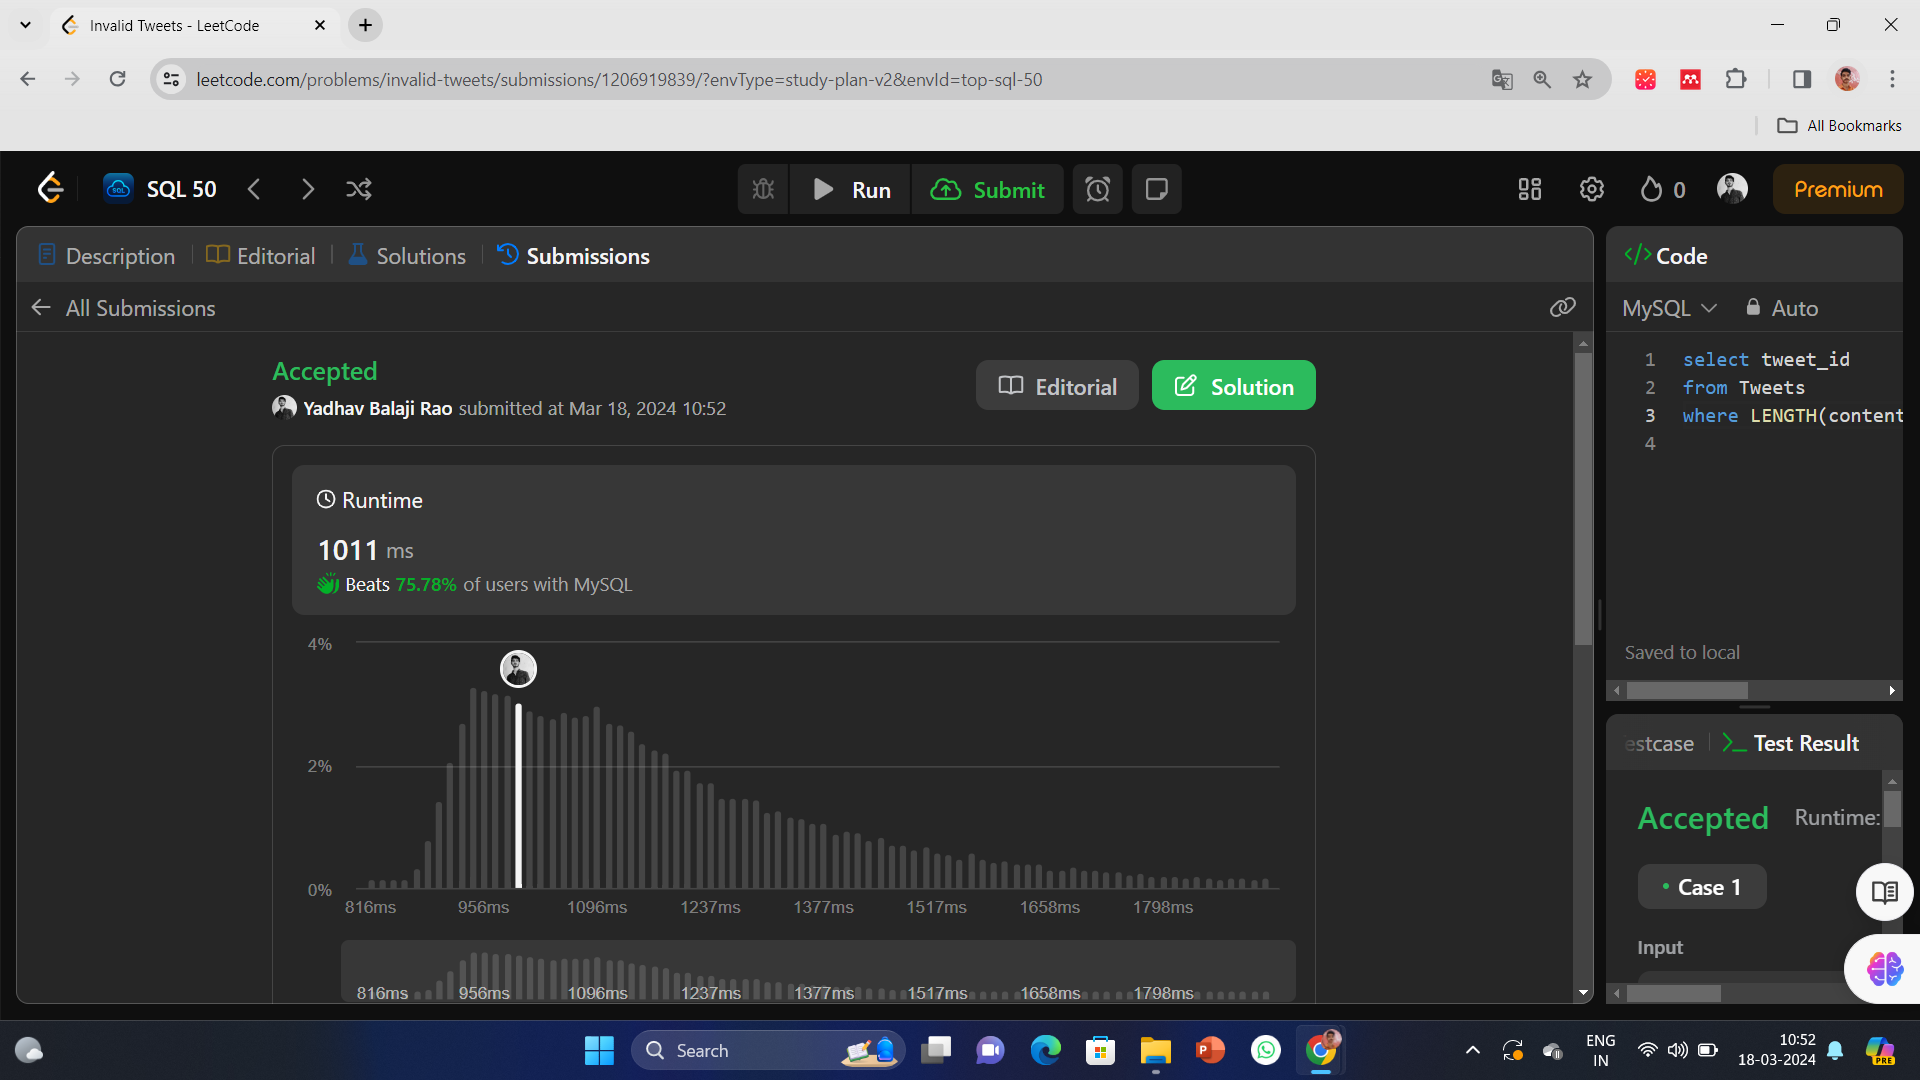 Invalid Tweets - LeetCode
leetcode.com/problems/invalid-tweets/submissions/1206919839/?envType=study-plan-v2&envId=top-sql-50
All Bookmarks
SQL 50
Run
Submit
0
Premium
Description
Editorial
Solutions
Submissions
All Submissions
Accepted
Yadhav Balaji Rao submitted at Mar 18, 2024 10:52
Editorial
Solution
Runtime
1011 ms
Beats 75.78% of users with MySQL
4%
2%
0%
816ms 956ms 1096ms 1237ms 1377ms 1517ms 1658ms 1798ms
816ms 956ms 1096ms 1237ms 1377ms 1517ms 1658ms 1798ms
Code
MySQL
Auto
1 select tweet_id
2 from Tweets
3 where LENGTH(content
4
Saved to local
estcase
Test Result
Accepted
Runtime:
Case 1
Input
Search
ENG
IN
10:52
18-03-2024
PRE